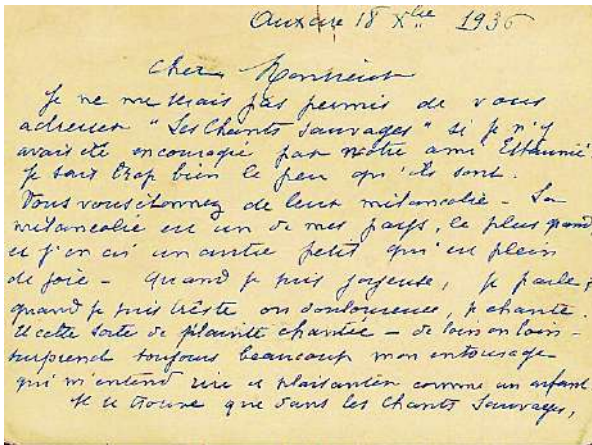 Auxerre 18 Xbre 1936
Cher Monsieur
Je ne me serais pas permis de vous
adresser "Les Chants sauvages" si je n'y
avais été encouragée par notre ami Estaunié.
Je sais trop bien le peu qu'ils sont.
Vous vous étonnez de leur mélancolie - La
mélancolie est un de mes pays, le plus grand,
et j'en ai un autre petit qui est plein
de joie - Quand je suis joyeuse, je parle ;
quand je suis triste ou douloureuse, je chante.
Et cette sorte de plainte chantée - de loin en loin -
surprend toujours beaucoup mon entourage
qui m'entend rire et plaisanter comme un enfant
Il se trouve que dans les Chants Sauvages,